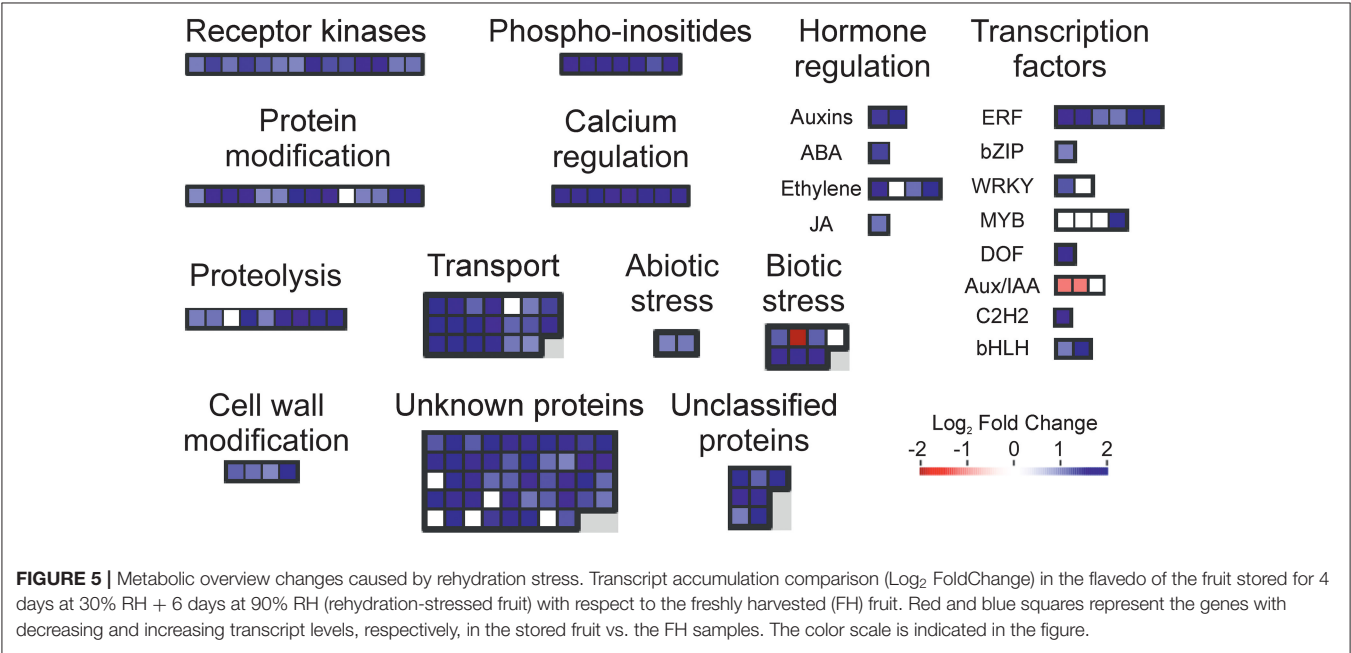 Receptor kinases
Phospho-inositides
Hormone
regulation
Transcription
factors
Protein
modification
Calcium
regulation
Auxins
ABA
Ethylene
JA
ERF
bZIP
WRKY
MYB
DOF
Aux/IAA
C2H2
bHLH
Proteolysis
Transport
Abiotic
stress
Biotic
stress
Cell wall
modification
Unknown proteins
Unclassified
proteins
Log₂ Fold Change
-2 -1 0 1 2
FIGURE 5 | Metabolic overview changes caused by rehydration stress. Transcript accumulation comparison (Log₂ FoldChange) in the flavedo of the fruit stored for 4
days at 30% RH + 6 days at 90% RH (rehydration-stressed fruit) with respect to the freshly harvested (FH) fruit. Red and blue squares represent the genes with
decreasing and increasing transcript levels, respectively, in the stored fruit vs. the FH samples. The color scale is indicated in the figure.